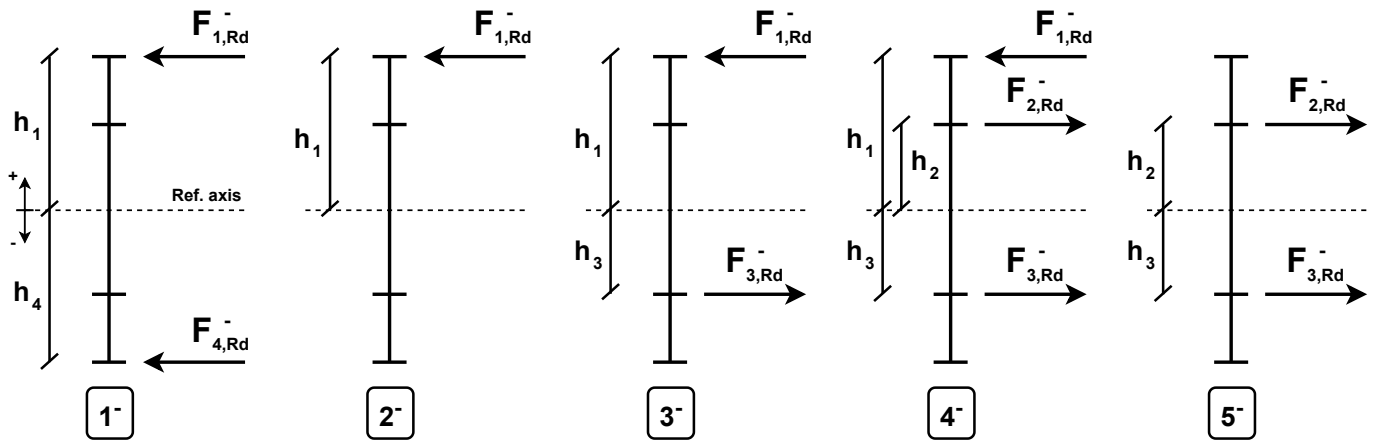 F1,Rd-
F1,Rd-
F1,Rd-
F1,Rd-
F2,Rd-
F2,Rd-
h1
h1
h1
h1
h2
h2
+
-
Ref. axis
h4
h3
h3
h3
F4,Rd-
F3,Rd-
F3,Rd-
F3,Rd-
1-
2-
3-
4-
5-